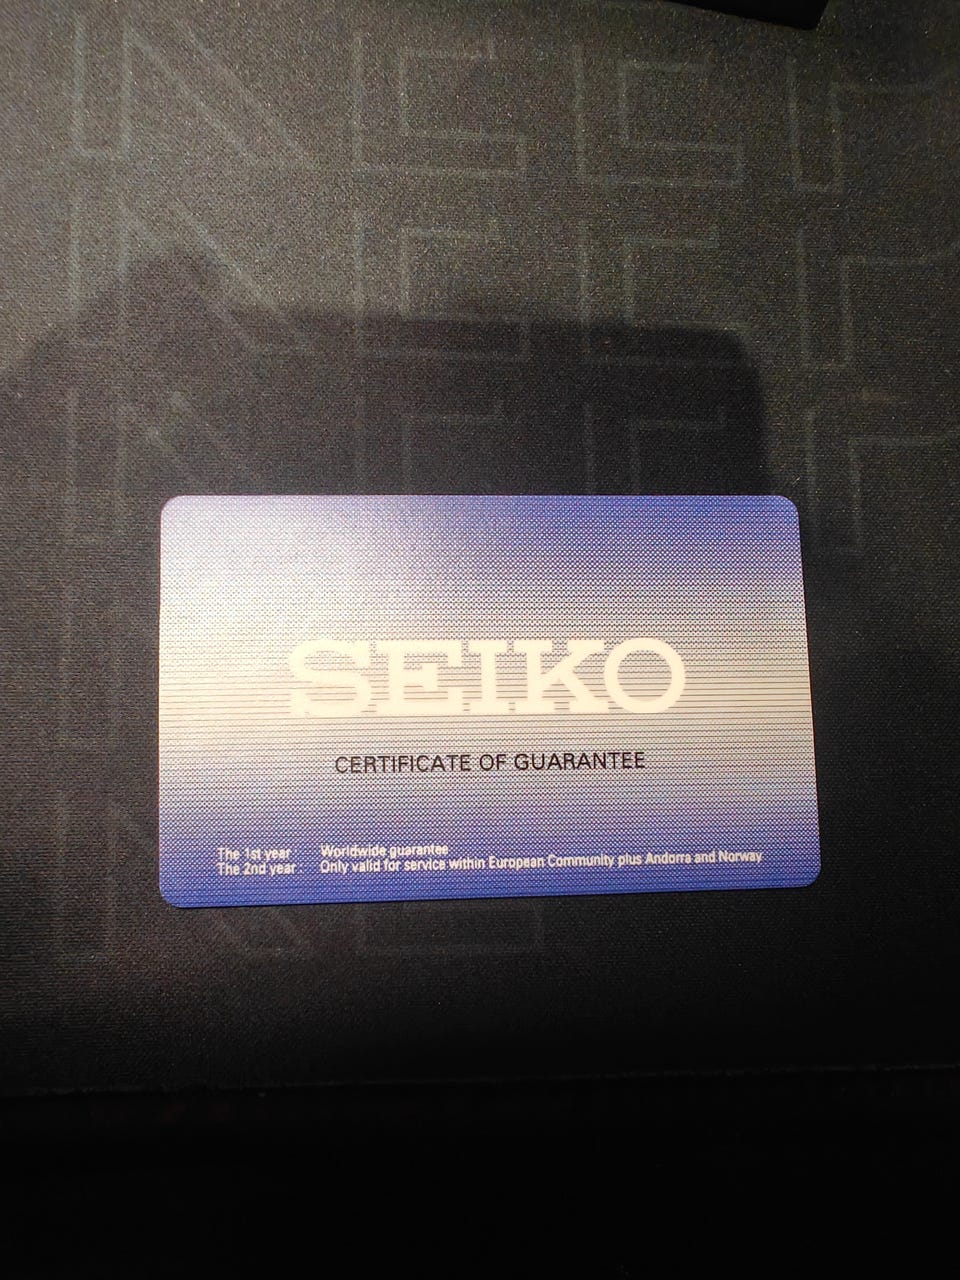 SEIKO
CERTIFICATE OF GUARANTEE
The 1st year : Worldwide guarantee
The 2nd year : Only valid for service within European Community plus Andorra and Norway